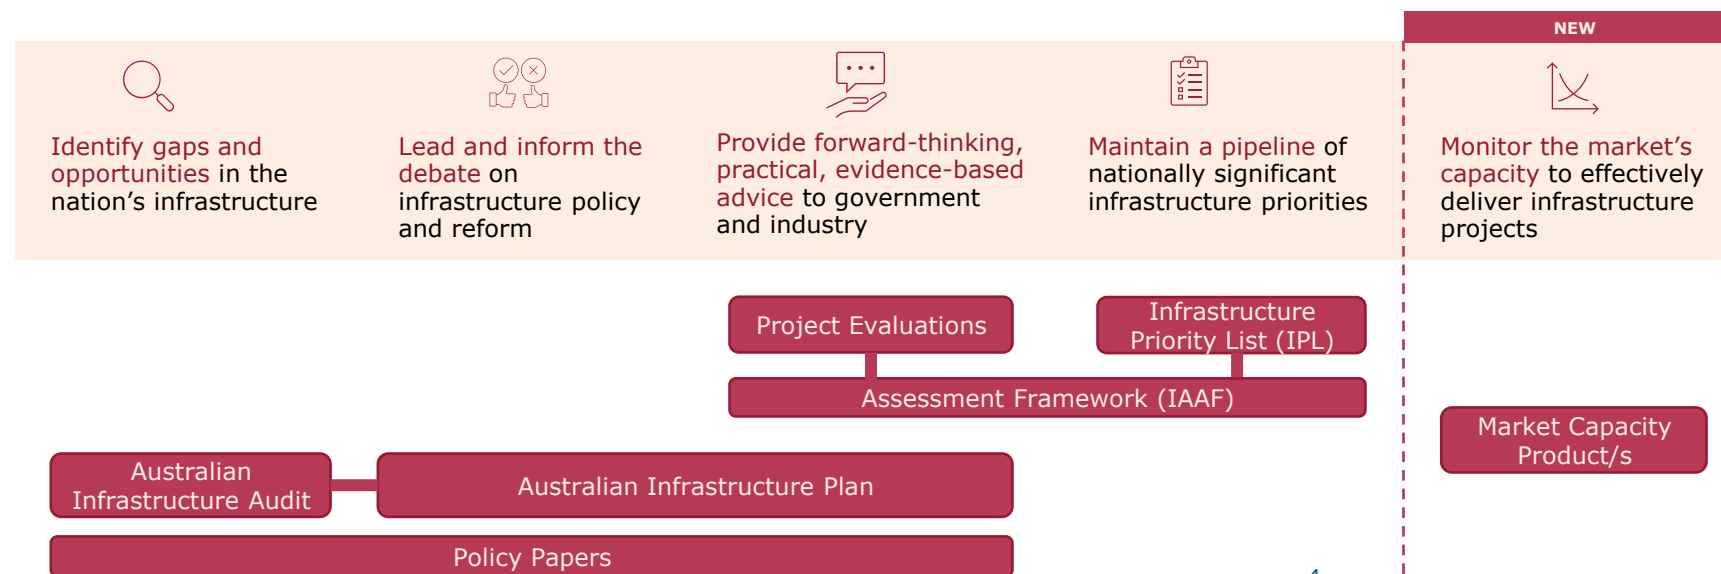 NEW
Identify gaps and
opportunities in the
nation’s infrastructure
Lead and inform the
debate on
infrastructure policy
and reform
Provide forward-thinking,
practical, evidence-based
advice to government
and industry
Maintain a pipeline of
nationally significant
infrastructure priorities
Monitor the market’s
capacity to effectively
deliver infrastructure
projects
Project Evaluations
Infrastructure
Priority List (IPL)
Assessment Framework (IAAF)
Market Capacity
Product/s
Australian
Infrastructure Audit
Australian Infrastructure Plan
Policy Papers